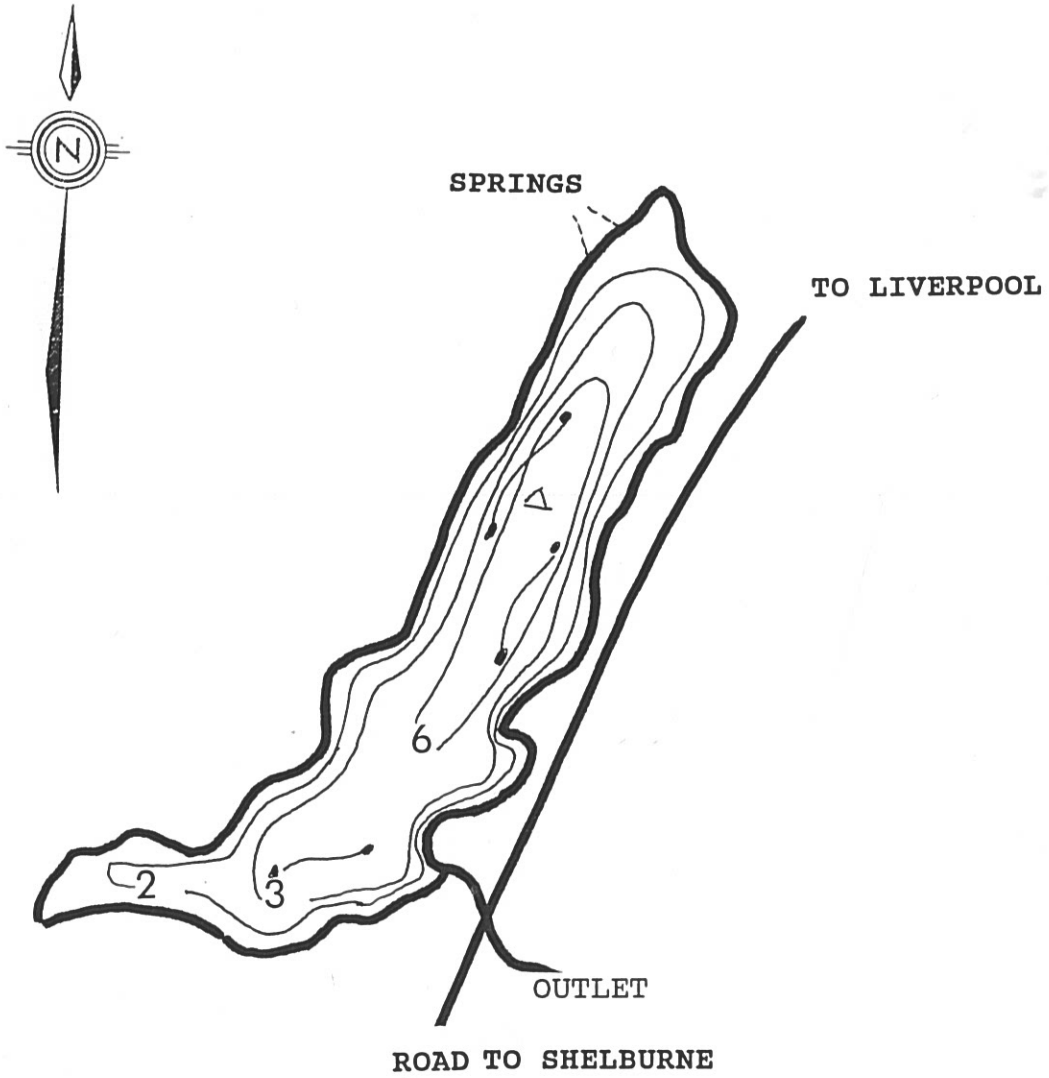 N
SPRINGS
TO LIVERPOOL
6
2
3
OUTLET
ROAD TO SHELBURNE